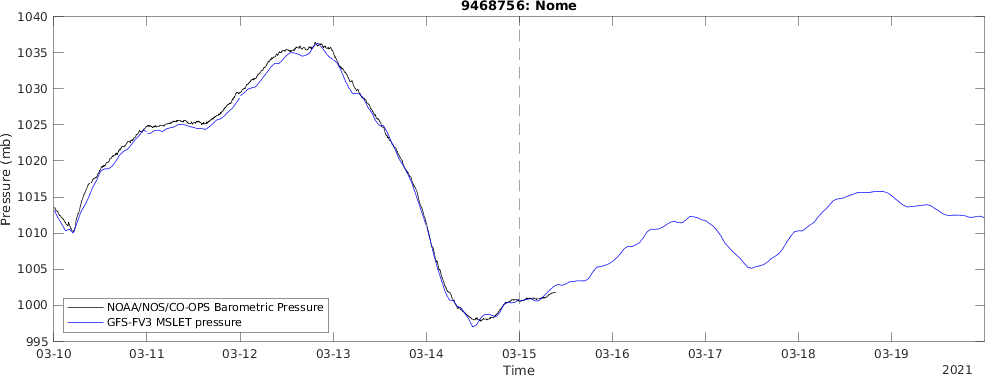 9468756: Nome
Pressure (mb)
1040
1035
1030
1025
1020
1015
1010
1005
1000
995
NOAA/NOS/CO-OPS Barometric Pressure
GFS-FV3 MSLET pressure
03-10 03-11 03-12 03-13 03-14 03-15 03-16 03-17 03-18 03-19
Time
2021